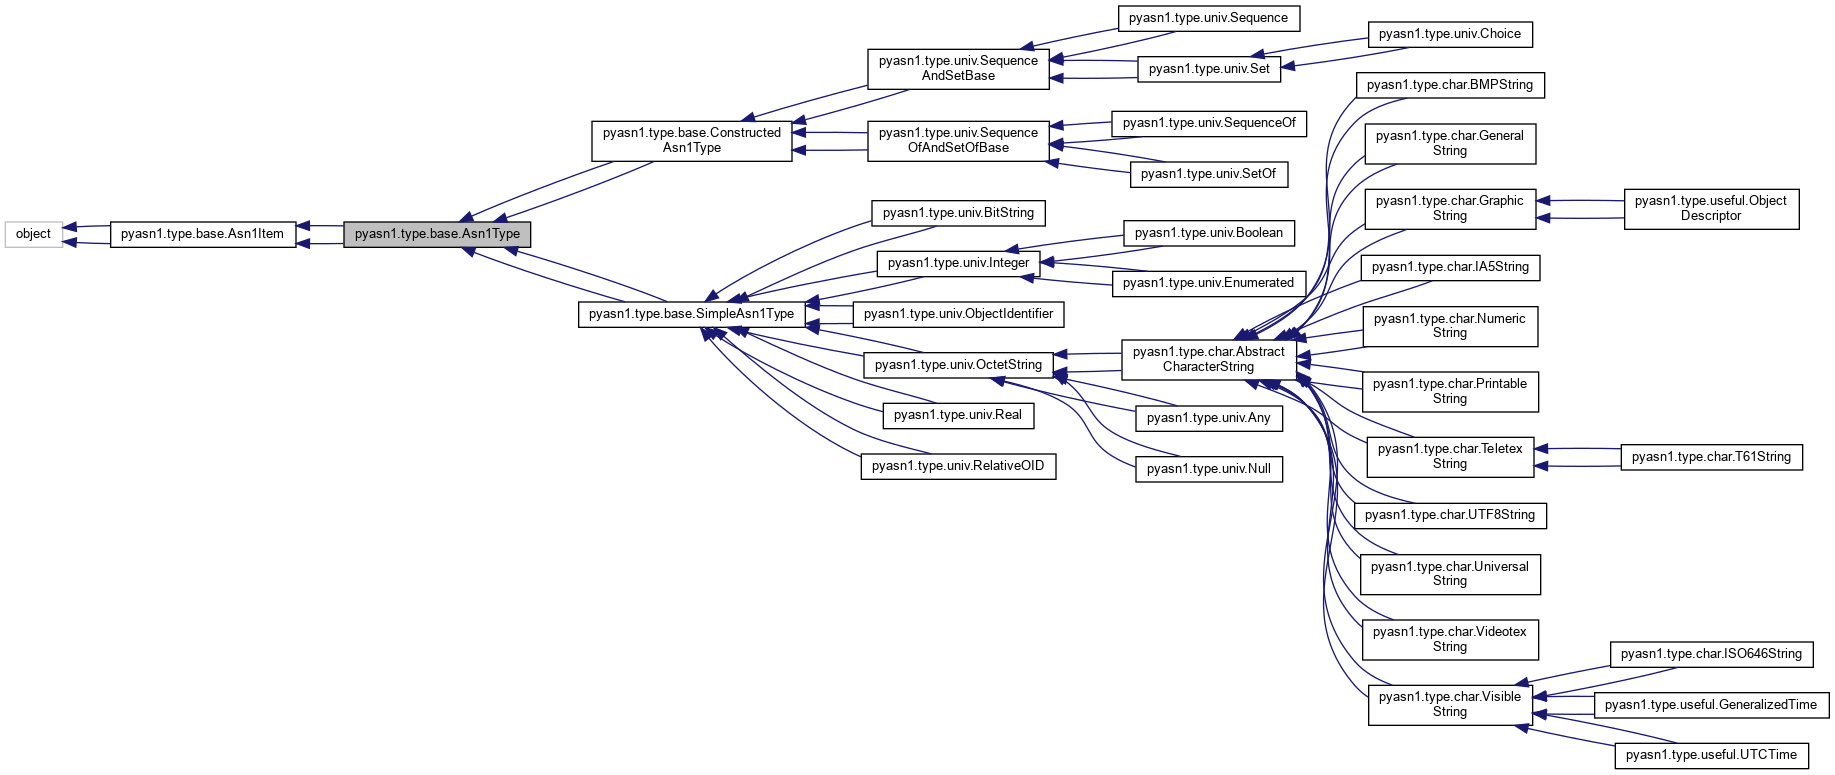 object
pyasn1.type.base.Asn1Item
pyasn1.type.base.Asn1Type
pyasn1.type.base.Constructed
Asn1Type
pyasn1.type.base.SimpleAsn1Type
pyasn1.type.univ.Sequence
AndSetBase
pyasn1.type.univ.Sequence
OfAndSetOfBase
pyasn1.type.univ.BitString
pyasn1.type.univ.Integer
pyasn1.type.univ.ObjectIdentifier
pyasn1.type.univ.OctetString
pyasn1.type.univ.Real
pyasn1.type.univ.RelativeOID
pyasn1.type.univ.Sequence
pyasn1.type.univ.Set
pyasn1.type.univ.SequenceOf
pyasn1.type.univ.SetOf
pyasn1.type.univ.Boolean
pyasn1.type.univ.Enumerated
pyasn1.type.char.Abstract
CharacterString
pyasn1.type.univ.Any
pyasn1.type.univ.Null
pyasn1.type.univ.Choice
pyasn1.type.char.BMPString
pyasn1.type.char.General
String
pyasn1.type.char.Graphic
String
pyasn1.type.char.IA5String
pyasn1.type.char.Numeric
String
pyasn1.type.char.Printable
String
pyasn1.type.char.Teletex
String
pyasn1.type.char.UTF8String
pyasn1.type.char.Universal
String
pyasn1.type.char.Videotex
String
pyasn1.type.char.Visible
String
pyasn1.type.useful.Object
Descriptor
pyasn1.type.char.T61String
pyasn1.type.char.ISO646String
pyasn1.type.useful.GeneralizedTime
pyasn1.type.useful.UTCTime